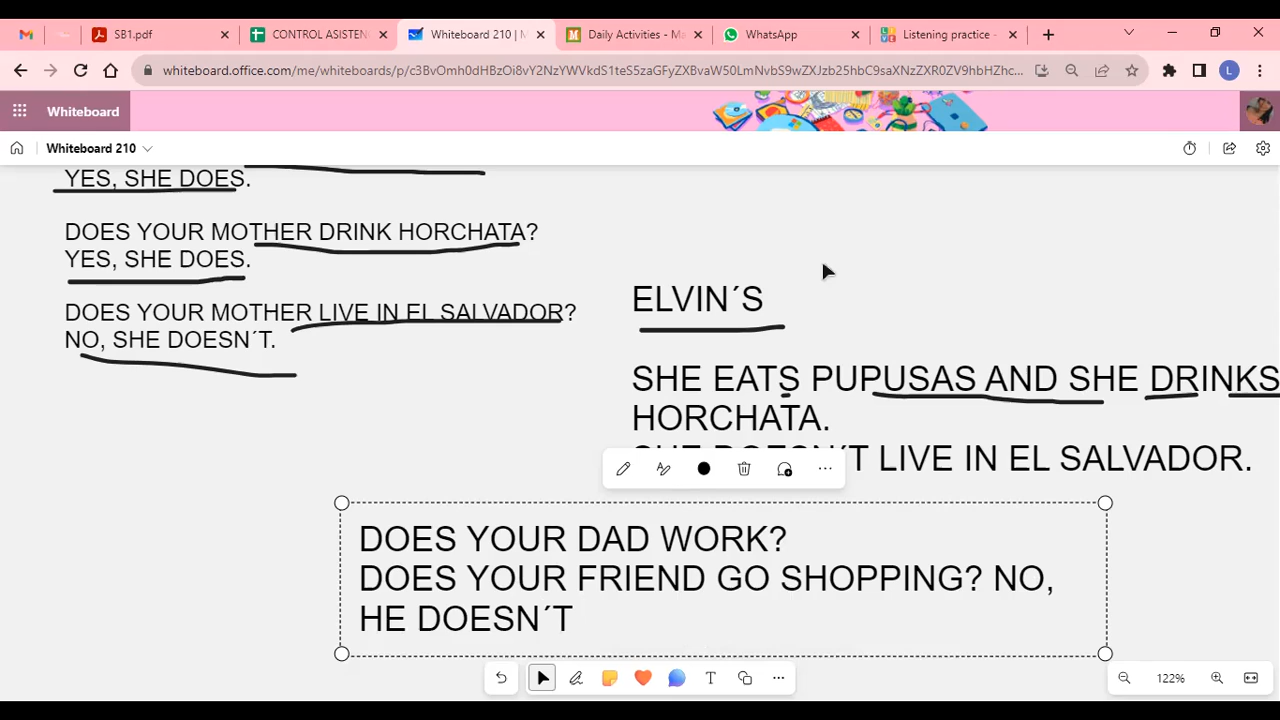 SB1.pdf
CONTROL ASISTEN
Whiteboard 210 | M
Daily Activities - Ma
WhatsApp
Listening practice -
whiteboard.office.com/me/whiteboards/p/
L
Whiteboard
Whiteboard 210
YES, SHE DOES.
DOES YOUR MOTHER DRINK HORCHATA?
YES, SHE DOES.
DOES YOUR MOTHER LIVE IN EL SALVADOR?
NO, SHE DOESN´T.
ELVIN´S
SHE EATS PUPUSAS AND SHE DRINKS
HORCHATA.
LIVE IN EL SALVADOR.
DOES YOUR DAD WORK?
DOES YOUR FRIEND GO SHOPPING? NO,
HE DOESN´T
122%